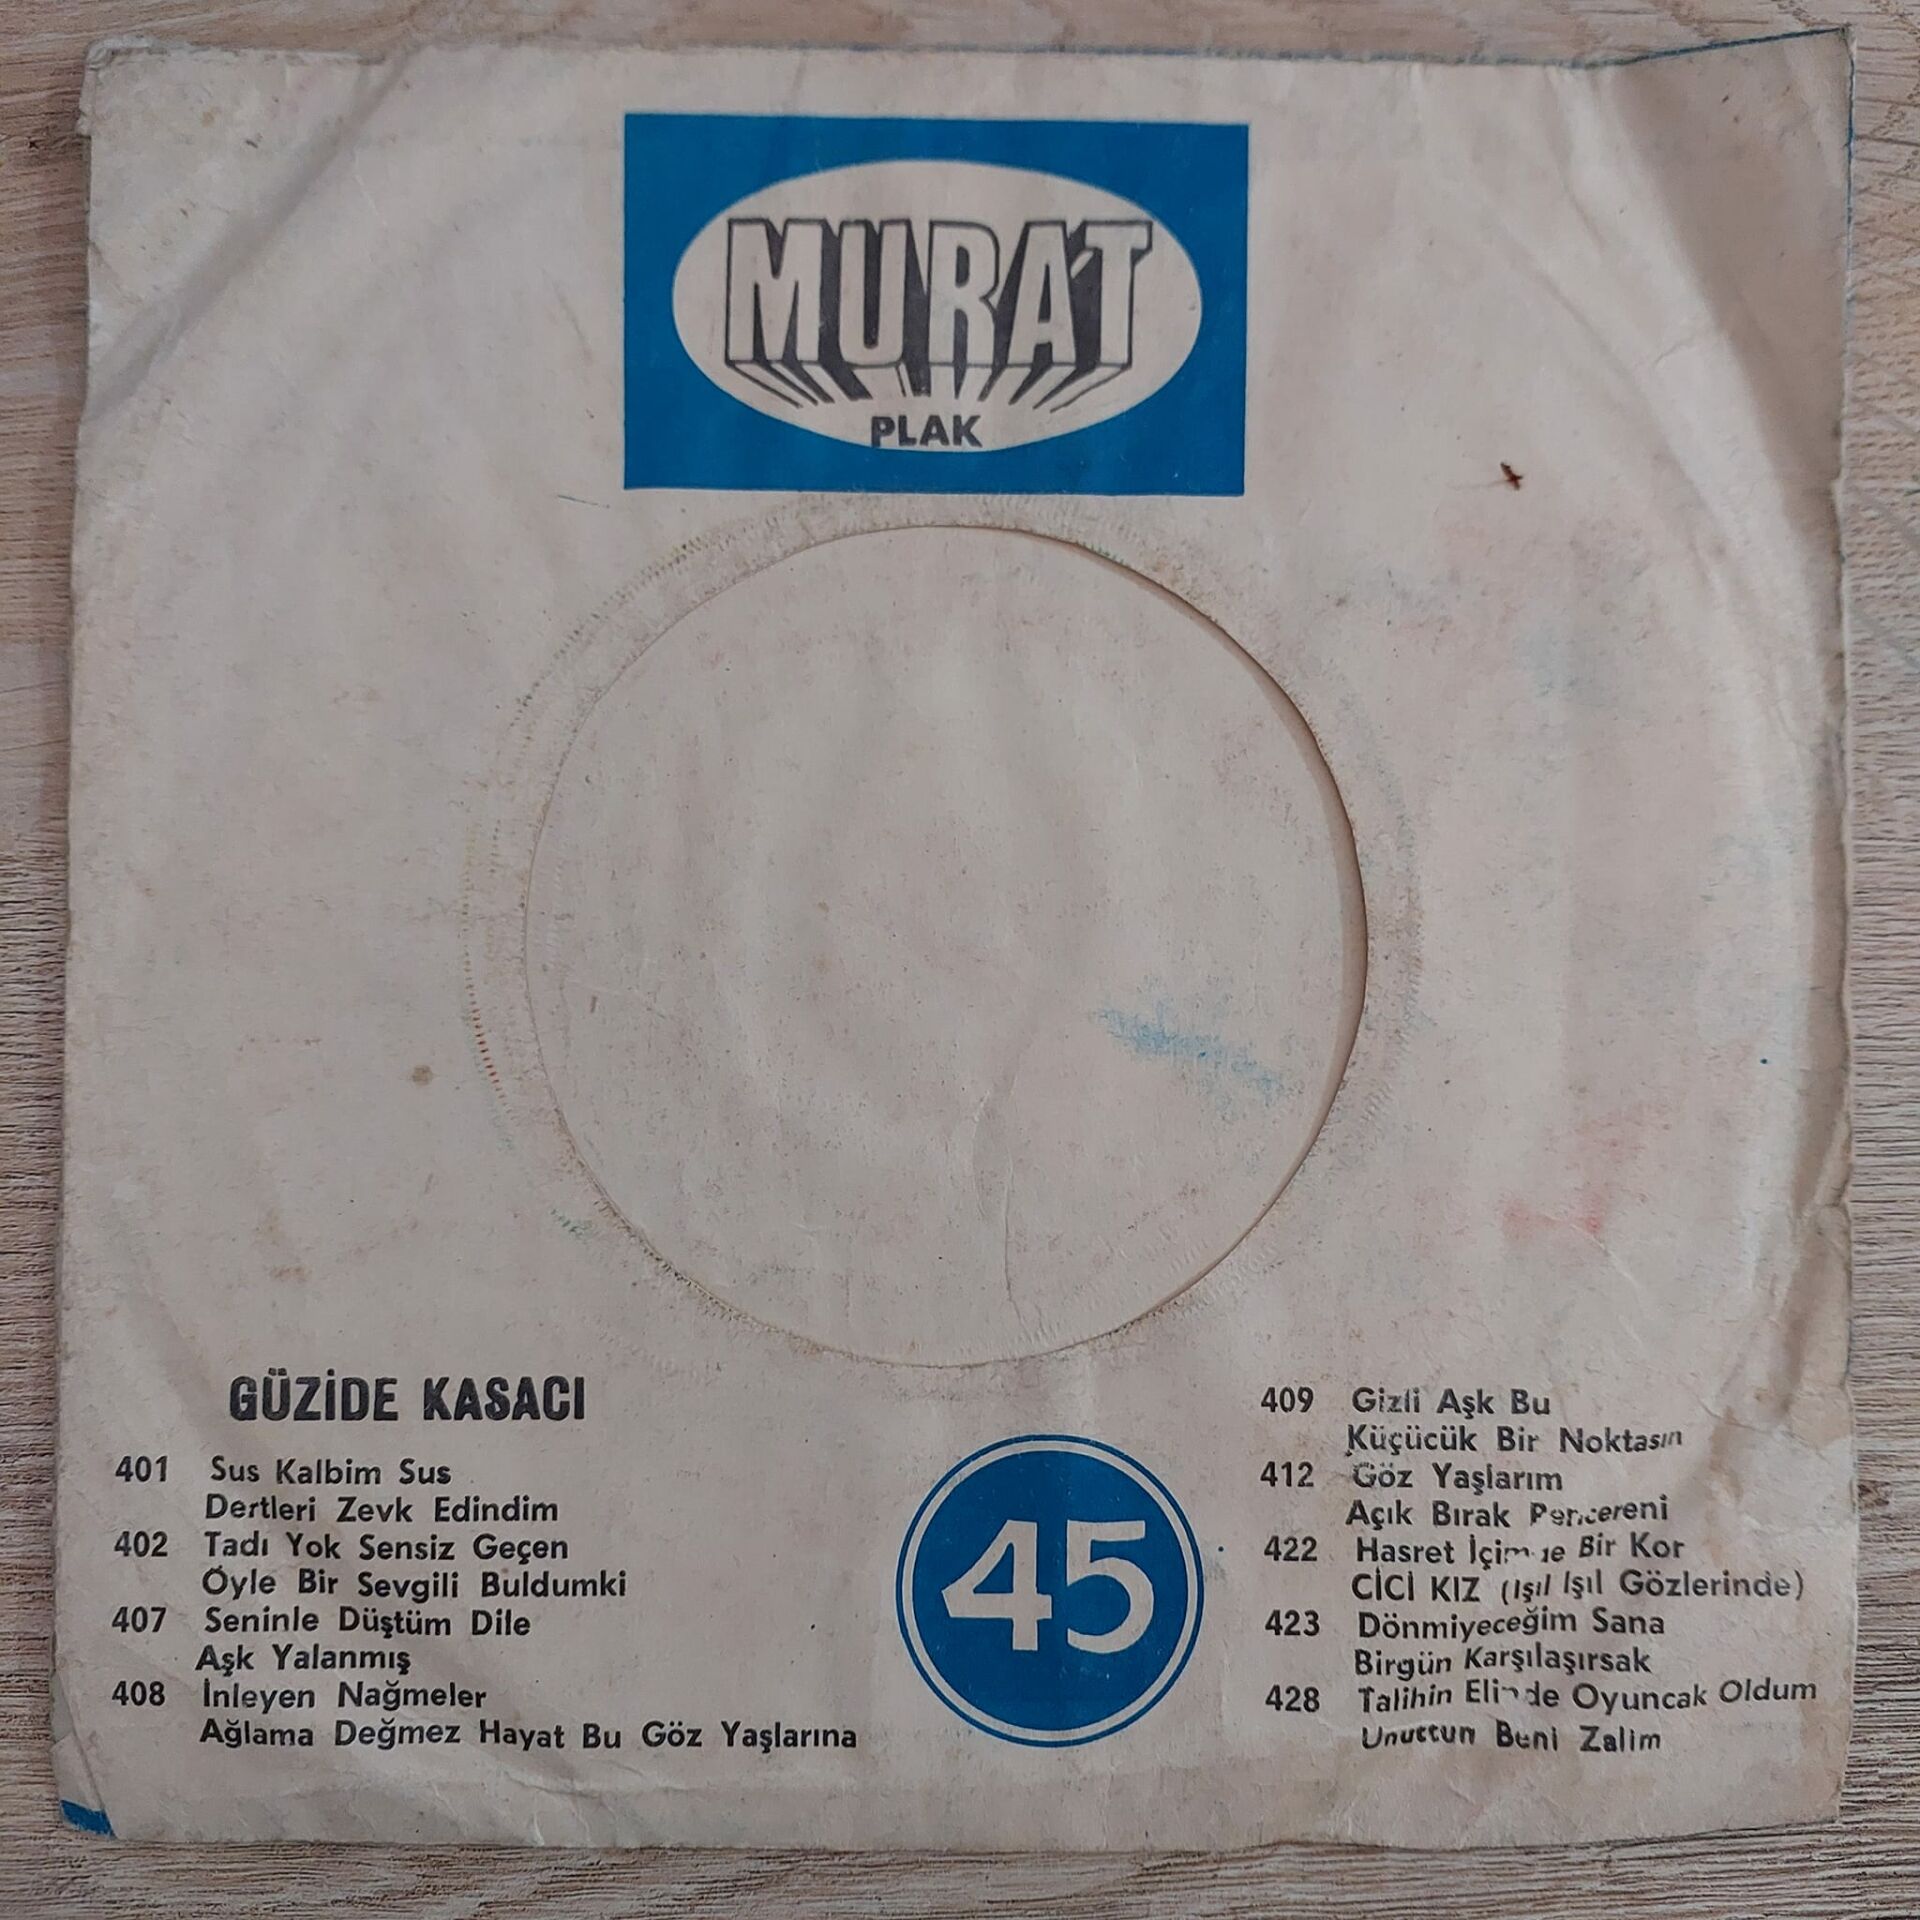 MURAT
PLAK
GÜZİDE KASACI
401 Sus Kalbim Sus
Dertleri Zevk Edindim
402 Tadı Yok Sensiz Geçen
Öyle Bir Sevgili Buldumki
407 Seninle Düştüm Dile
Aşk Yalanmış
408 İnleyen Nağmeler
Ağlama Değmez Hayat Bu Göz Yaşlarına
45
409 Gizli Aşk Bu
Küçücük Bir Noktasın
412 Göz Yaşlarım
Açık Bırak Pencereni
422 Hasret İçimde Bir Kor
CİCİ KIZ (Işıl Işıl Gözlerinde)
423 Dönmiyeceğim Sana
Birgün Karşılaşırsak
428 Talihin Elinde Oyuncak Oldum
Unuttun Beni Zalim